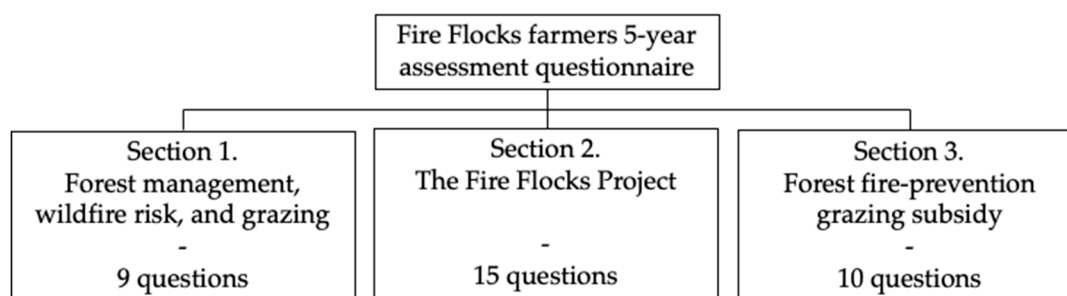 Fire Flocks farmers 5-year
assessment questionnaire
Section 1.
Forest management,
wildfire risk, and grazing
-
9 questions
Section 2.
The Fire Flocks Project
-
15 questions
Section 3.
Forest fire-prevention
grazing subsidy
-
10 questions